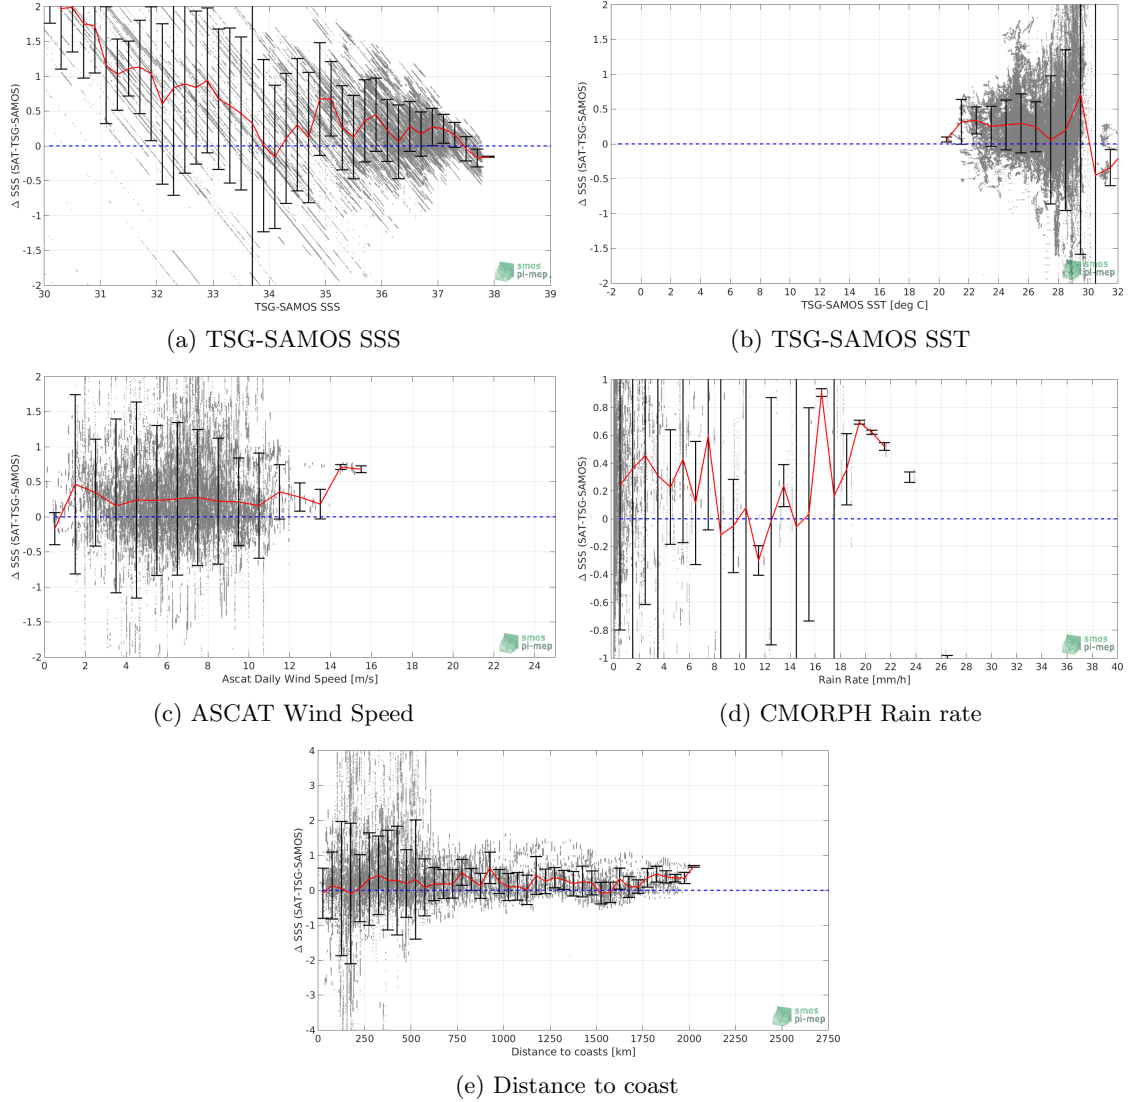 2
1.5
1
0.5
0
-0.5
-1
-1.5
-2
Δ SSS (SAT-TSG-SAMOS)
30 31 32 33 34 35 36 37 38 39
TSG-SAMOS SSS
smos
pi-mep
(a) TSG-SAMOS SSS
2
1.5
1
0.5
0
-0.5
-1
-1.5
-2
Δ SSS (SAT-TSG-SAMOS)
-2 0 2 4 6 8 10 12 14 16 18 20 22 24 26 28 30 32
TSG-SAMOS SST [deg C]
smos
pi-mep
(b) TSG-SAMOS SST
2
1.5
1
0.5
0
-0.5
-1
-1.5
-2
Δ SSS (SAT-TSG-SAMOS)
0 2 4 6 8 10 12 14 16 18 20 22 24
Ascat Daily Wind Speed [m/s]
smos
pi-mep
(c) ASCAT Wind Speed
1
0.8
0.6
0.4
0.2
0
-0.2
-0.4
-0.6
-0.8
-1
Δ SSS (SAT-TSG-SAMOS)
0 2 4 6 8 10 12 14 16 18 20 22 24 26 28 30 32 34 36 38 40
Rain Rate [mm/h]
smos
pi-mep
(d) CMORPH Rain rate
4
3
2
1
0
-1
-2
-3
-4
Δ SSS (SAT-TSG-SAMOS)
0 250 500 750 1000 1250 1500 1750 2000 2250 2500 2750
Distance to coasts [km]
smos
pi-mep
(e) Distance to coast